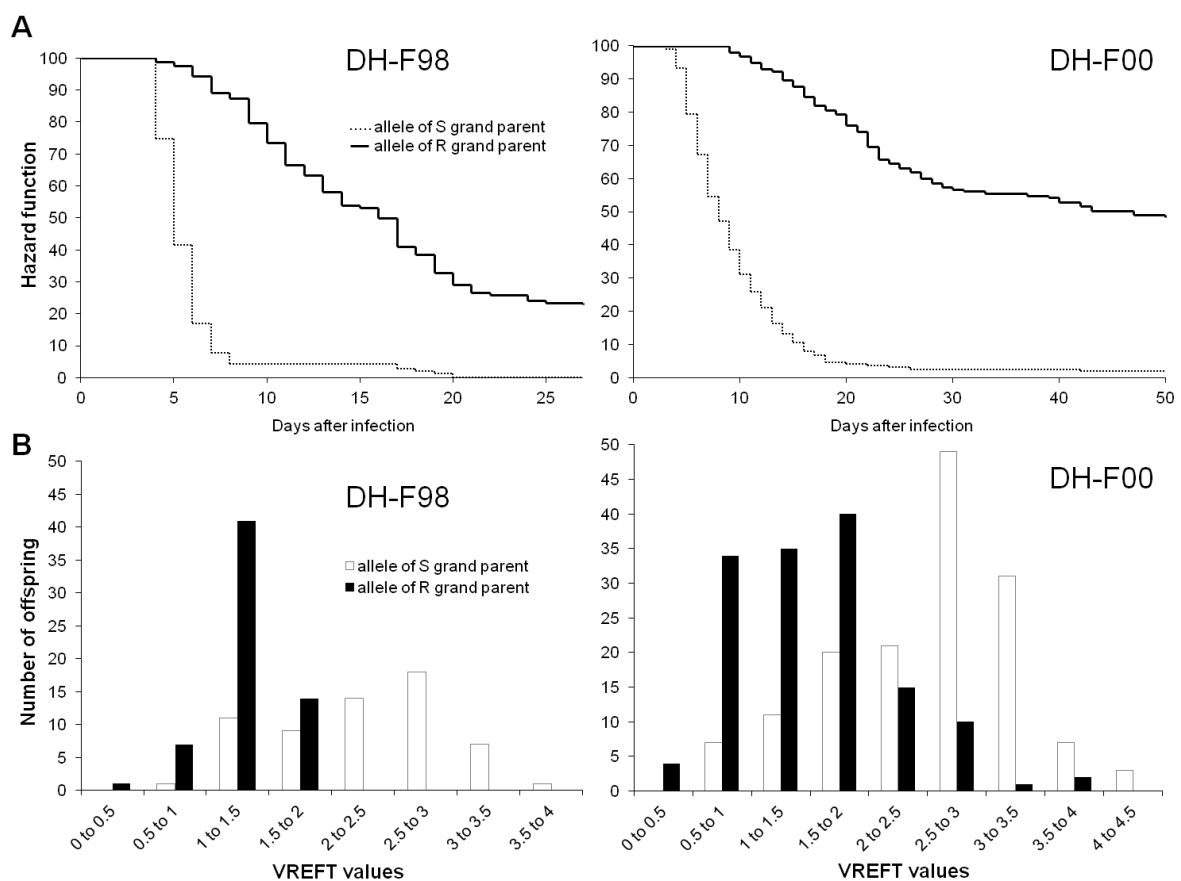 A
DH-F98
Hazard function
100
90
80
70
60
50
40
30
20
10
0
allele of S grand parent
allele of R grand parent
0 5 10 15 20 25
Days after infection
DH-F00
100
90
80
70
60
50
40
30
20
10
0
0 10 20 30 40 50
Days after infection
B
DH-F98
Number of offspring
50
45
40
35
30
25
20
15
10
5
0
allele of S grand parent
allele of R grand parent
0 to 0.5 0.5 to 1 1 to 1.5 1.5 to 2 2 to 2.5 2.5 to 3 3 to 3.5 3.5 to 4
VREFT values
DH-F00
50
45
40
35
30
25
20
15
10
5
0
0 to 0.5 0.5 to 1 1 to 1.5 1.5 to 2 2 to 2.5 2.5 to 3 3 to 3.5 3.5 to 4 4 to 4.5
VREFT values